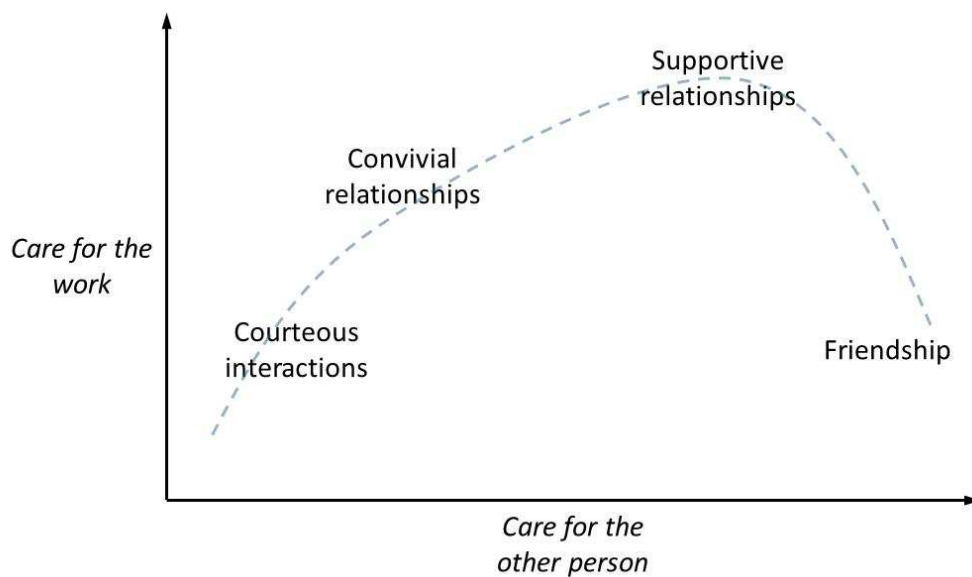 Supportive
relationships
Convivial
relationships
Care for the
work
Courteous
interactions
Friendship
Care for the
other person